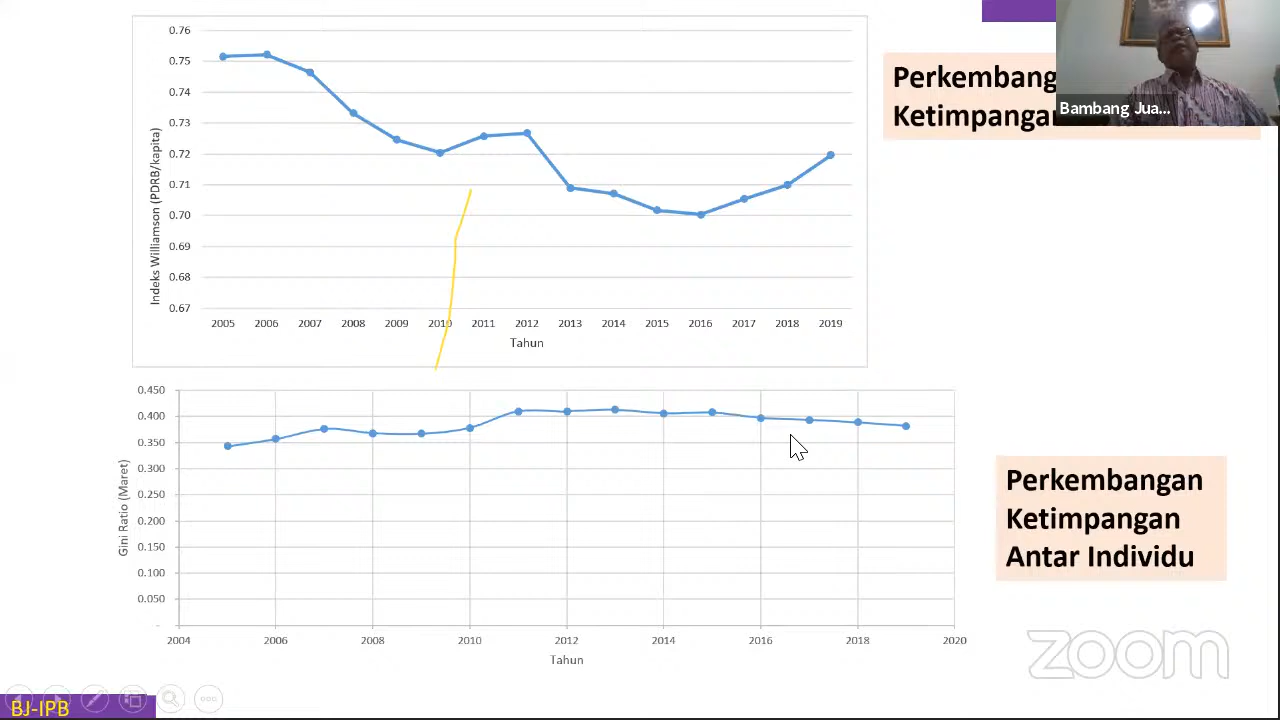 0.76
0.75
0.74
0.73
0.72
0.71
0.70
0.69
0.68
0.67
Indeks Williamson (PDRB/kapita)
2005 2006 2007 2008 2009 2010 2011 2012 2013 2014 2015 2016 2017 2018 2019
Tahun
Perkembang
Ketimpanga
Bambang Jua...
0.450
0.400
0.350
0.300
0.250
0.200
0.150
0.100
0.050
-
Gini Ratio (Maret)
2004 2006 2008 2010 2012 2014 2016 2018 2020
Tahun
Perkembangan
Ketimpangan
Antar Individu
zoom
BJ-IPB